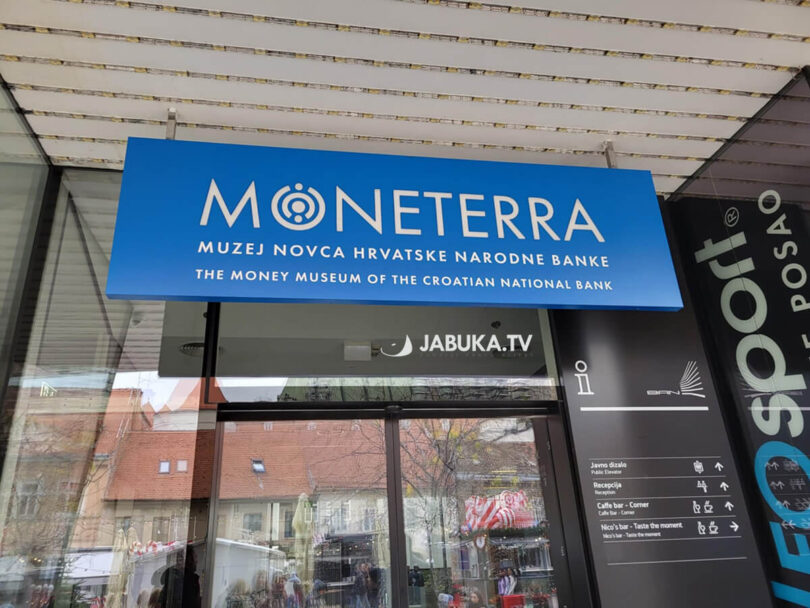 MONETERRA
MUZEJ NOVCA HRVATSKE NARODNE BANKE
THE MONEY MUSEUM OF THE CROATIAN NATIONAL BANK
JABUKA.TV
i
BAN
Javno dizalo
Public Elevator
Recepcija
Reception
Caffe bar - Corner
Caffe Bar - Corner
Nico's bar - Taste the moment
Nico's bar - Taste the moment
sport®
POSAO